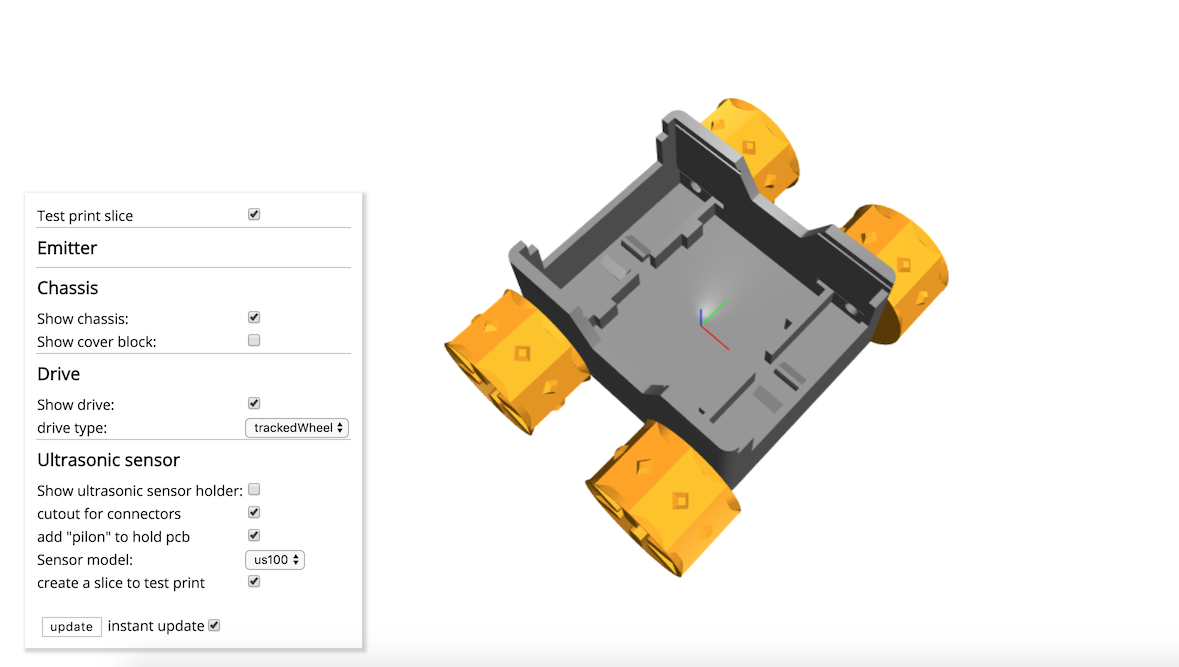 Test print slice
Emitter
Chassis
Show chassis:
Show cover block:
Drive
Show drive:
drive type: trackedWheel
Ultrasonic sensor
Show ultrasonic sensor holder:
cutout for connectors
add "pilon" to hold pcb
Sensor model: us100
create a slice to test print
update instant update